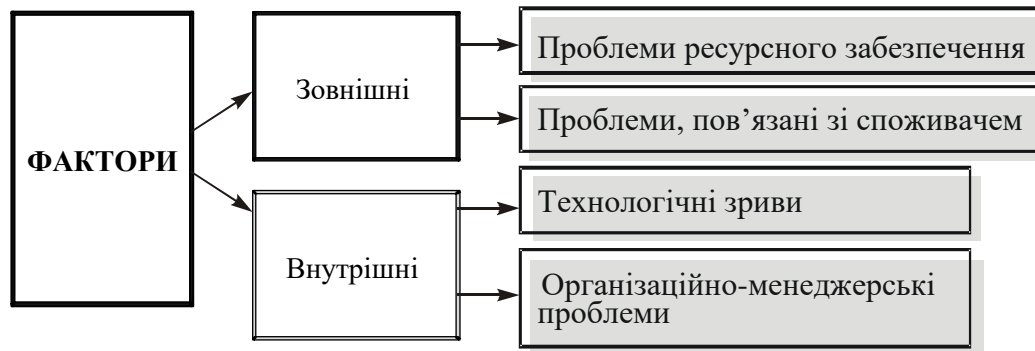 ФАКТОРИ
Зовнішні
Проблеми ресурсного забезпечення
Проблеми, пов’язані зі споживачем
Внутрішні
Технологічні зриви
Організаційно-менеджерські
проблеми